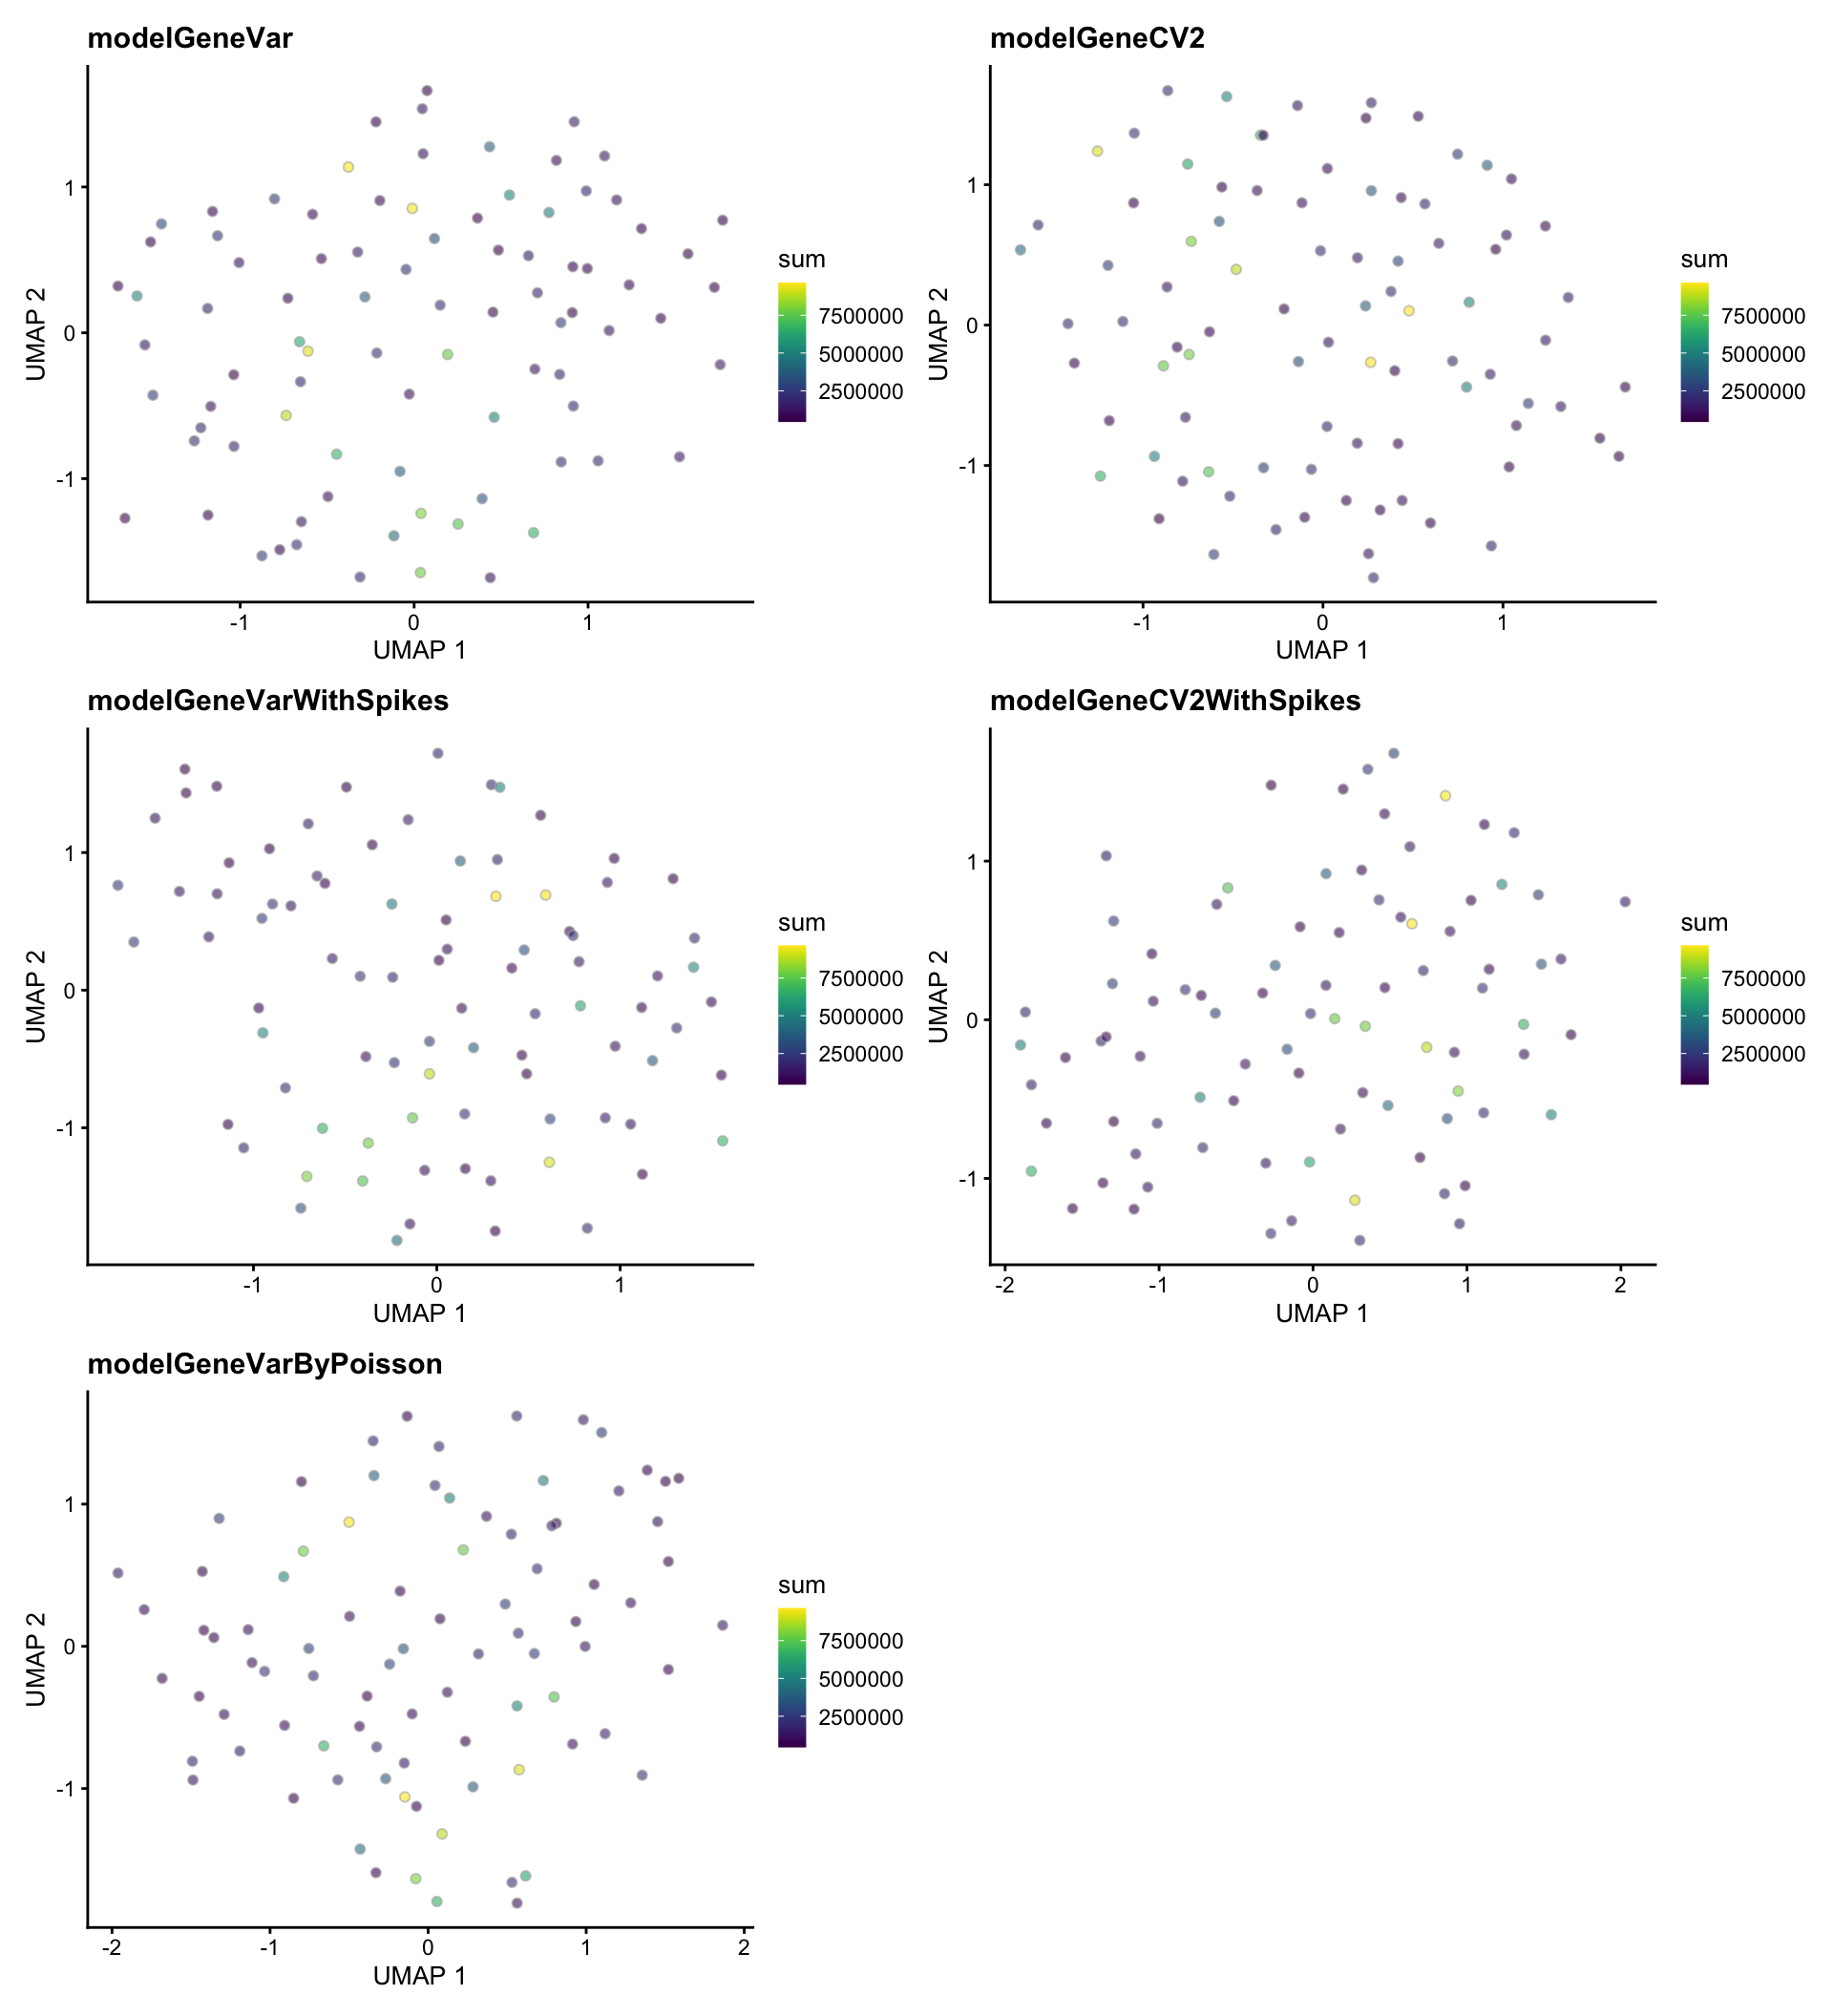 modelGeneVar
1
0
-1
UMAP 2
-1 0 1
UMAP 1
sum
7500000
5000000
2500000
modelGeneCV2
1
0
-1
UMAP 2
-1 0 1
UMAP 1
sum
7500000
5000000
2500000
modelGeneVarWithSpikes
1
0
-1
UMAP 2
-1 0 1
UMAP 1
sum
7500000
5000000
2500000
modelGeneCV2WithSpikes
1
0
-1
UMAP 2
-2 -1 0 1 2
UMAP 1
sum
7500000
5000000
2500000
modelGeneVarByPoisson
1
0
-1
UMAP 2
-2 -1 0 1 2
UMAP 1
sum
7500000
5000000
2500000